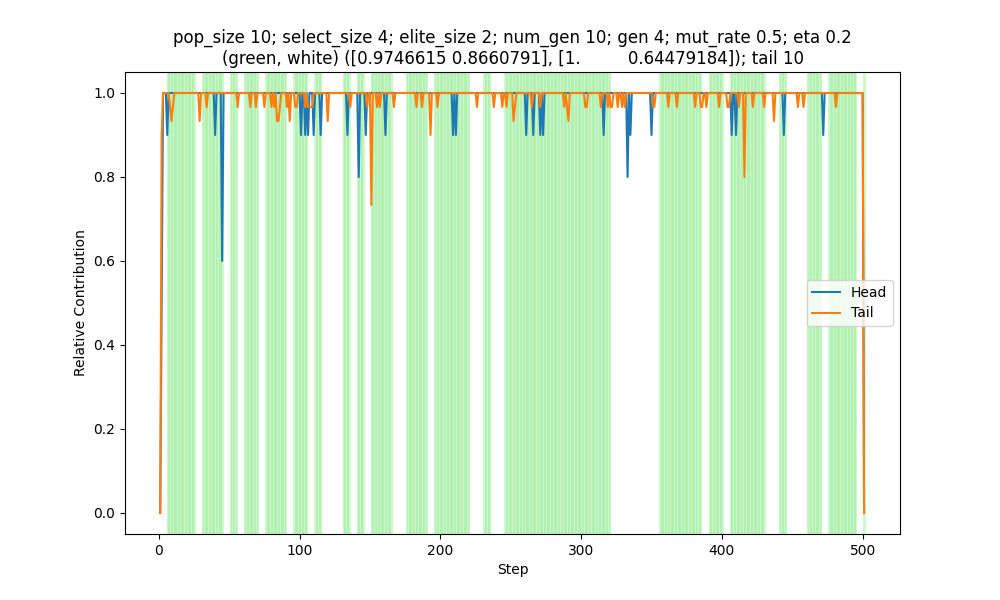 pop_size 10; select_size 4; elite_size 2; num_gen 10; gen 4; mut_rate 0.5; eta 0.2
(green, white) ([0.9746615 0.8660791], [1.          0.64479184]); tail 10
1.0
0.8
0.6
0.4
0.2
0.0
Relative Contribution
Head
Tail
0 100 200 300 400 500
Step